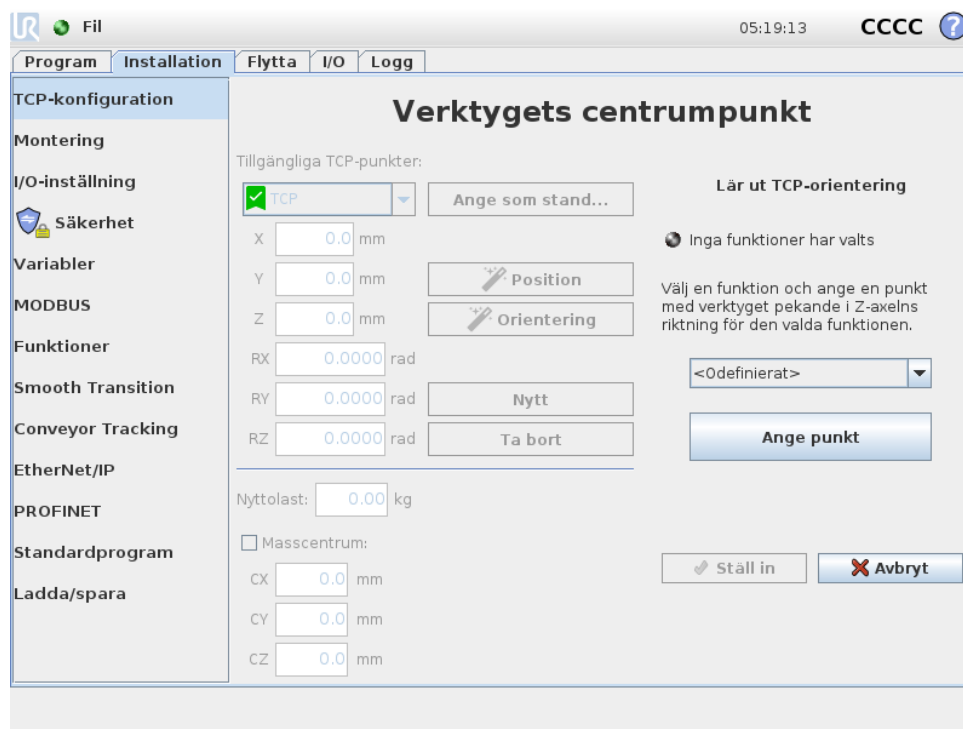 UR Fil 05:19:13 CCCC ?
Program Installation Flytta I/O Logg
TCP-konfiguration
Montering
I/O-inställning
Säkerhet
Variabler
MODBUS
Funktioner
Smooth Transition
Conveyor Tracking
EtherNet/IP
PROFINET
Standardprogram
Ladda/spara
Verktygets centrumpunkt
Tillgängliga TCP-punkter:
TCP Ange som stand...
X 0.0 mm
Y 0.0 mm Position
Z 0.0 mm Orientering
RX 0.0000 rad
RY 0.0000 rad Nytt
RZ 0.0000 rad Ta bort
Nyttolast: 0.00 kg
Masscentrum:
CX 0.0 mm
CY 0.0 mm
CZ 0.0 mm
Lär ut TCP-orientering
Inga funktioner har valts
Välj en funktion och ange en punkt
med verktyget pekande i Z-axelns
riktning för den valda funktionen.
<Odefinierat>
Ange punkt
Ställ in Avbryt